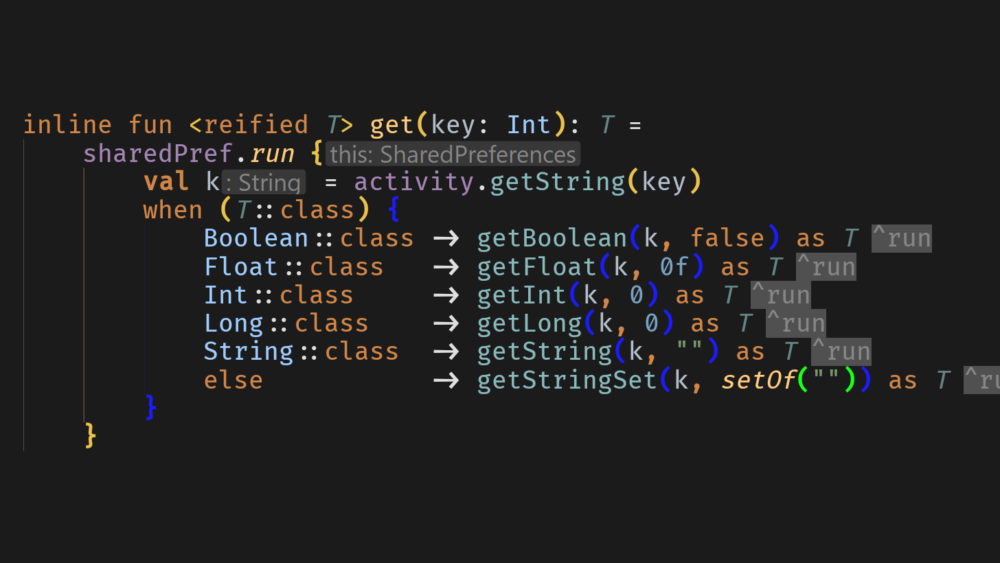 inline fun <reified T> get(key: Int): T =
    sharedPref.run { this: SharedPreferences
        val k : String = activity.getString(key)
        when (T::class) {
            Boolean::class → getBoolean(k, false) as T ^run
            Float::class   → getFloat(k, 0f) as T ^run
            Int::class     → getInt(k, 0) as T ^run
            Long::class    → getLong(k, 0) as T ^run
            String::class  → getString(k, "") as T ^run
            else           → getStringSet(k, setOf("")) as T ^ru
        }
    }